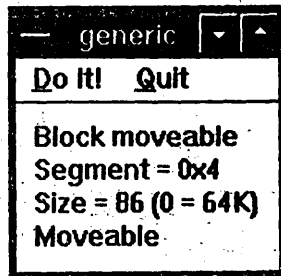 generic
Do It! Quit
Block moveable
Segment = 0x4
Size = 86 (0 = 64K)
Moveable